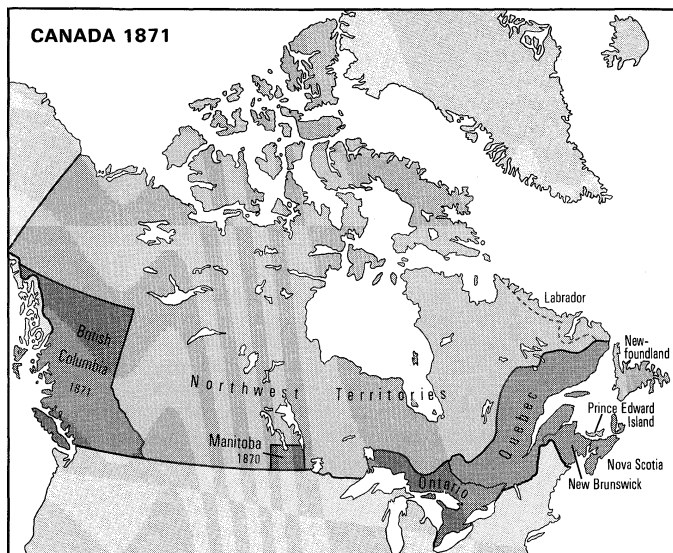 CANADA 1871
Labrador
British
Columbia
1871
New-
foundland
Northwest Territories
Prince Edward
Island
Quebec
Manitoba
1870
Nova Scotia
Ontario
New Brunswick